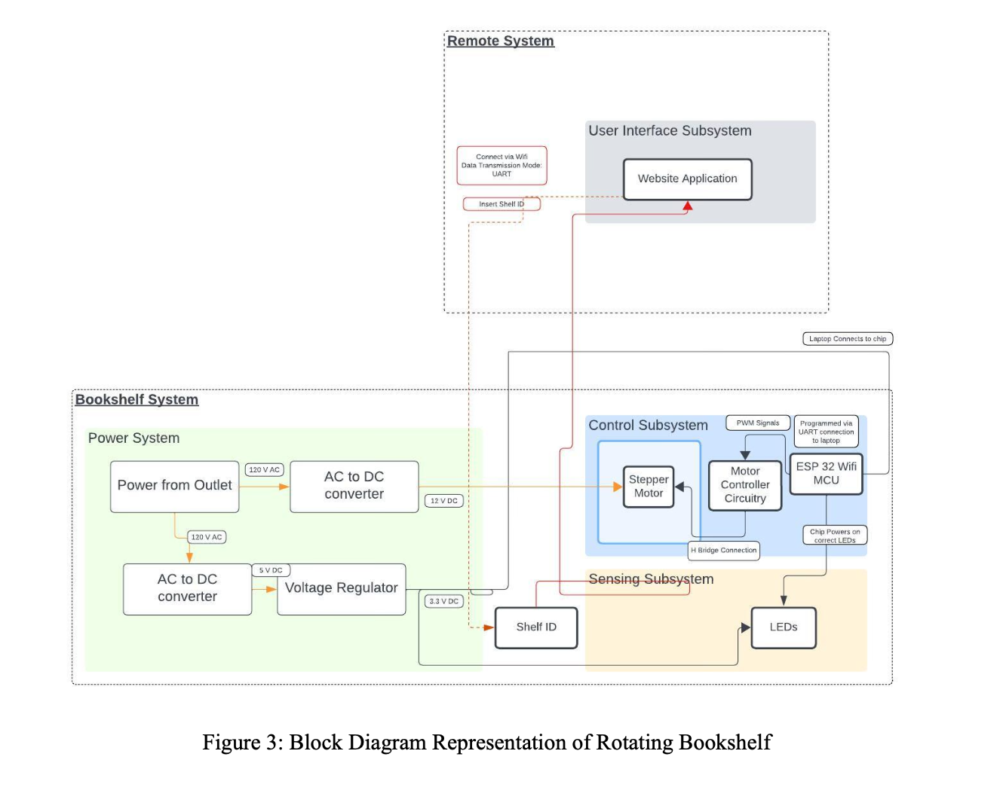 Remote System
User Interface Subsystem
Connect via Wifi
Data Transmission Mode:
UART
Website Application
Insert Shelf ID
Laptop Connects to chip
Bookshelf System
Power System
Control Subsystem
PWM Signals
Programmed via
UART connection
to laptop
Power from Outlet
120 V AC
AC to DC
converter
12 V DC
Stepper
Motor
Motor
Controller
Circuitry
ESP 32 Wifi
MCU
120 V AC
Chip Powers on
correct LEDs
H Bridge Connection
AC to DC
converter
5 V DC
Voltage Regulator
3.3 V DC
Sensing Subsystem
Shelf ID
LEDs
Figure 3: Block Diagram Representation of Rotating Bookshelf